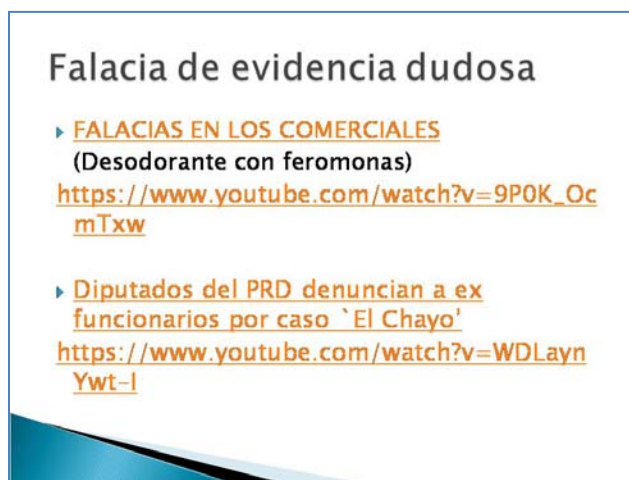 Falacia de evidencia dudosa
FALACIAS EN LOS COMERCIALES
(Desodorante con feromonas)
https://www.youtube.com/watch?v=9P0K_Oc
mTxw
Diputados del PRD denuncian a ex
funcionarios por caso `El Chayo'
https://www.youtube.com/watch?v=WDLayn
Ywt-I